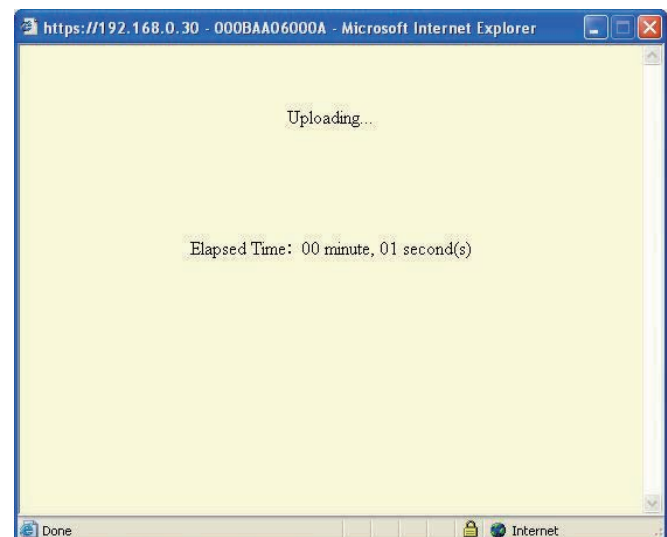 https://192.168.0.30 - 000BAA06000A - Microsoft Internet Explorer
Uploading...
Elapsed Time: 00 minute, 01 second(s)
Done
Internet